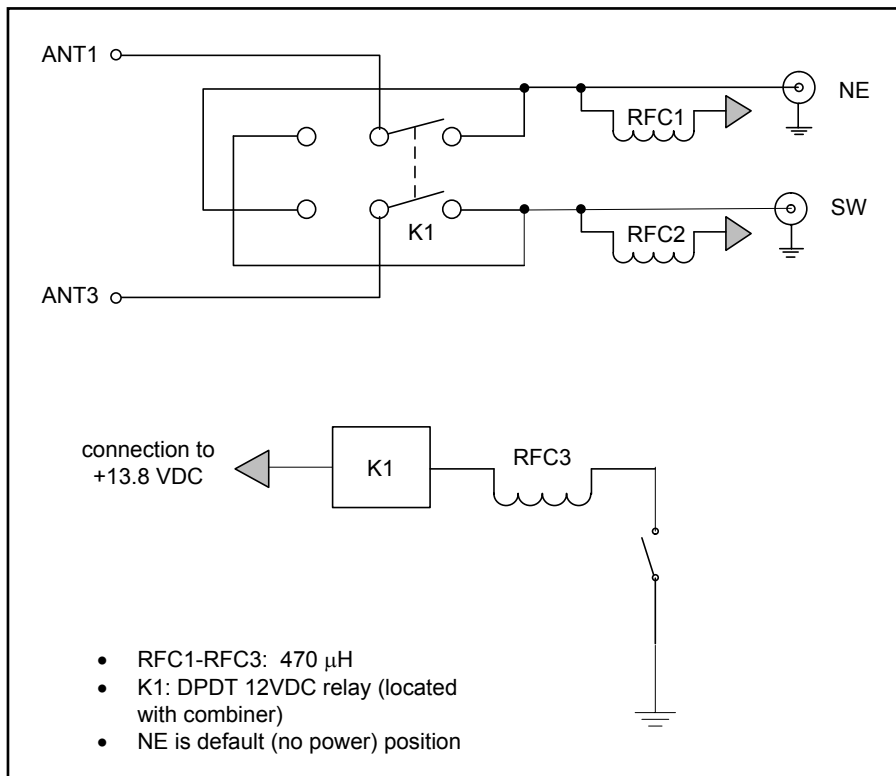 ANT1
NE
RFC1
K1
SW
RFC2
ANT3
connection to
+13.8 VDC
K1
RFC3
• RFC1-RFC3: 470 μH
• K1: DPDT 12VDC relay (located
with combiner)
• NE is default (no power) position